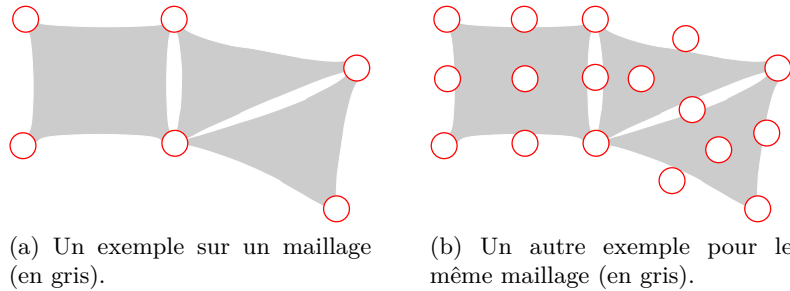 (a) Un exemple sur un maillage
(en gris).
(b) Un autre exemple pour le
même maillage (en gris).